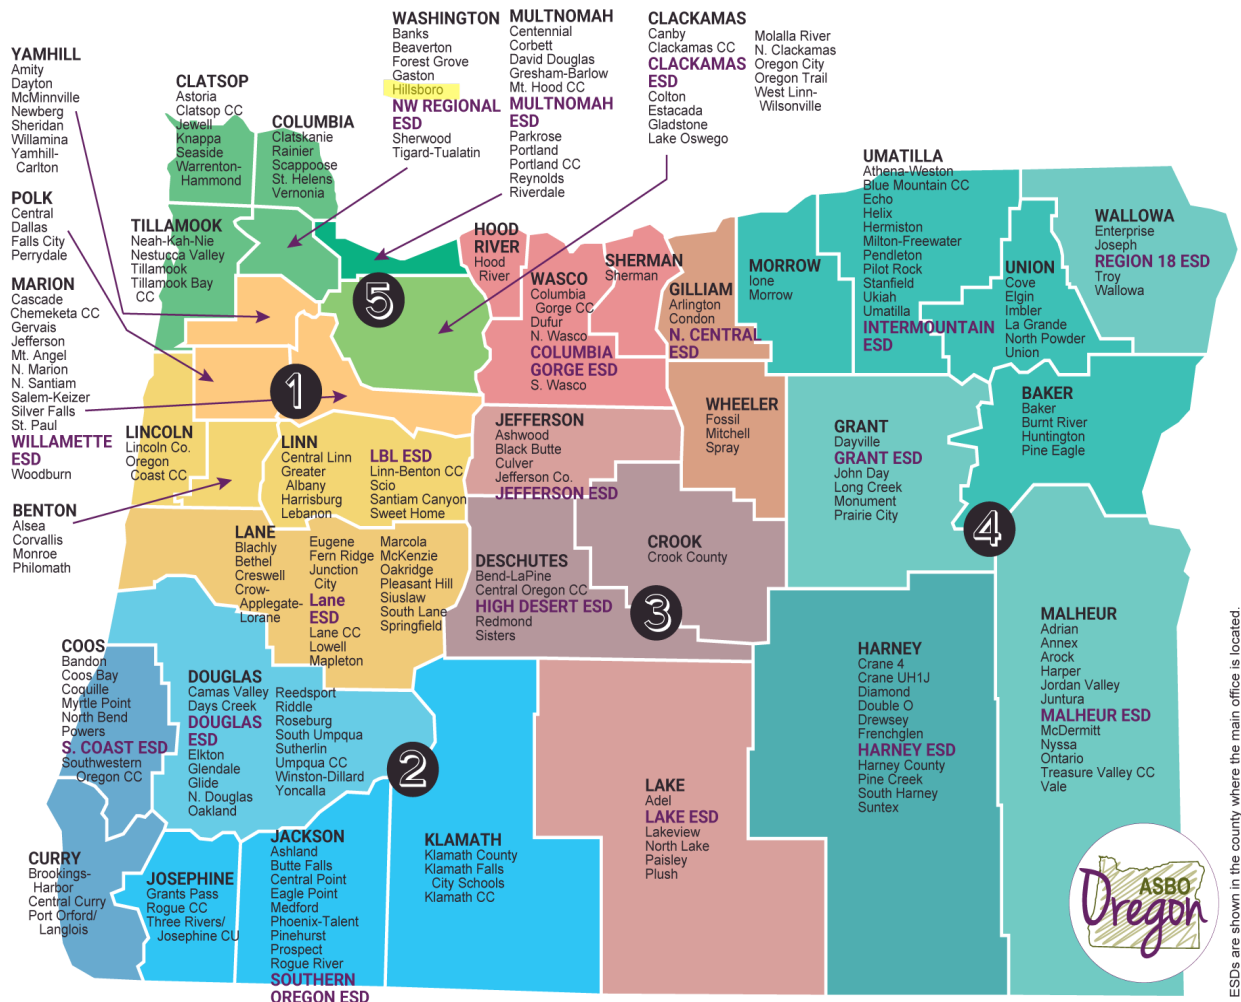 YAMHILL
Amity
Dayton
McMinnville
Newberg
Sheridan
Willamina
Yamhill-
Carlton
POLK
Central
Dallas
Falls City
Perrydale
MARION
Cascade
Chemeketa CC
Gervais
Jefferson
Mt. Angel
N. Marion
N. Santiam
Salem-Keizer
Silver Falls
St. Paul
WILLAMETTE
ESD
Woodburn
BENTON
Alsea
Corvallis
Monroe
Philomath
CLATSOP
Astoria
Clatsop CC
Jewell
Knappa
Seaside
Warrenton-
Hammond
COLUMBIA
Clatskanie
Rainier
Scappoose
St. Helens
Vernonia
TILLAMOOK
Neah-Kah-Nie
Nestucca Valley
Tillamook
Tillamook Bay
CC
WASHINGTON
Banks
Beaverton
Forest Grove
Gaston
Hillsboro
NW REGIONAL
ESD
Sherwood
Tigard-Tualatin
MULTNOMAH
Centennial
Corbett
David Douglas
Gresham-Barlow
Mt. Hood CC
MULTNOMAH
ESD
Parkrose
Portland
Portland CC
Reynolds
Riverdale
CLACKAMAS
Canby
Clackamas CC
CLACKAMAS
ESD
Colton
Estacada
Gladstone
Lake Oswego
Molalla River
N. Clackamas
Oregon City
Oregon Trail
West Linn-
Wilsonville
HOOD
RIVER
Hood
River
WASCO
Columbia
Gorge CC
Dufur
N. Wasco
COLUMBIA
GORGE ESD
S. Wasco
SHERMAN
Sherman
GILLIAM
Arlington
Condon
N. CENTRAL
ESD
MORROW
Ione
Morrow
UMATILLA
Athena-Weston
Blue Mountain CC
Echo
Helix
Hermiston
Milton-Freewater
Pendleton
Pilot Rock
Stanfield
Ukiah
Umatilla
INTERMOUNTAIN
ESD
UNION
Cove
Elgin
Imbler
La Grande
North Powder
Union
WALLOWA
Enterprise
Joseph
REGION 18 ESD
Troy
Wallowa
5
1
LINCOLN
Lincoln Co.
Oregon
Coast CC
LINN
Central Linn
Greater
Albany
Harrisburg
Lebanon
LBL ESD
Linn-Benton CC
Scio
Santiam Canyon
Sweet Home
JEFFERSON
Ashwood
Black Butte
Culver
Jefferson Co.
JEFFERSON ESD
WHEELER
Fossil
Mitchell
Spray
GRANT
Dayville
GRANT ESD
John Day
Long Creek
Monument
Prairie City
BAKER
Baker
Burnt River
Huntington
Pine Eagle
4
LANE
Blachly
Bethel
Creswell
Crow-
Applegate-
Lorane
Eugene
Fern Ridge
Junction
City
Lane
ESD
Lane CC
Lowell
Mapleton
Marcola
McKenzie
Oakridge
Pleasant Hill
Siuslaw
South Lane
Springfield
DESCHUTES
Bend-LaPine
Central Oregon CC
HIGH DESERT ESD
Redmond
Sisters
CROOK
Crook County
3
COOS
Bandon
Coos Bay
Coquille
Myrtle Point
North Bend
Powers
S. COAST ESD
Southwestern
Oregon CC
DOUGLAS
Camas Valley
Days Creek
DOUGLAS
ESD
Elkton
Glendale
Glide
N. Douglas
Oakland
Reedsport
Riddle
Roseburg
South Umpqua
Sutherlin
Umpqua CC
Winston-Dillard
Yoncalla
2
CURRY
Brookings-
Harbor
Central Curry
Port Orford/
Langlois
JOSEPHINE
Grants Pass
Rogue CC
Three Rivers/
Josephine CU
JACKSON
Ashland
Butte Falls
Central Point
Eagle Point
Medford
Phoenix-Talent
Pinehurst
Prospect
Rogue River
SOUTHERN
OREGON ESD
KLAMATH
Klamath County
Klamath Falls
City Schools
Klamath CC
LAKE
Adel
LAKE ESD
Lakeview
North Lake
Paisley
Plush
HARNEY
Crane 4
Crane UH1J
Diamond
Double O
Drewsey
Frenchglen
HARNEY ESD
Harney County
Pine Creek
South Harney
Suntex
MALHEUR
Adrian
Annex
Arock
Harper
Jordan Valley
Juntura
MALHEUR ESD
McDermitt
Nyssa
Ontario
Treasure Valley CC
Vale
ASBO
Oregon
ESDs are shown in the county where the main office is located.